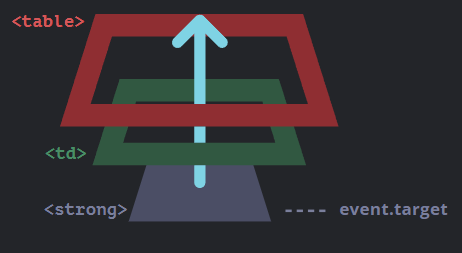 <table>
<td>
<strong> ---- event.target